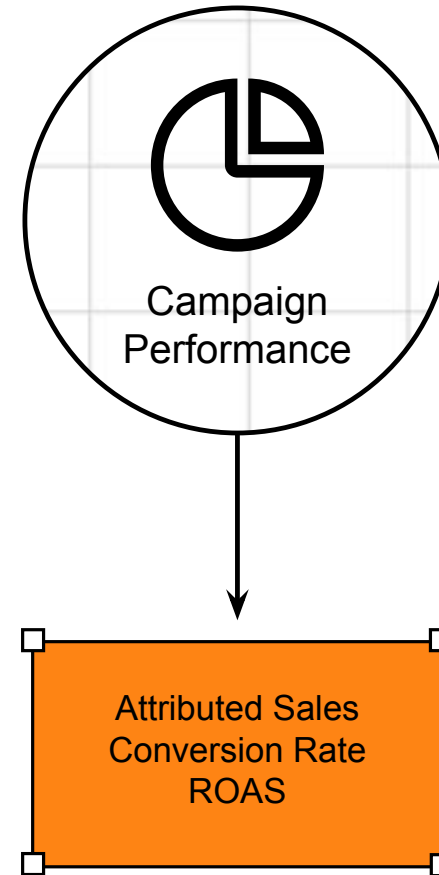 Campaign
Performance
Attributed Sales
Conversion Rate
ROAS